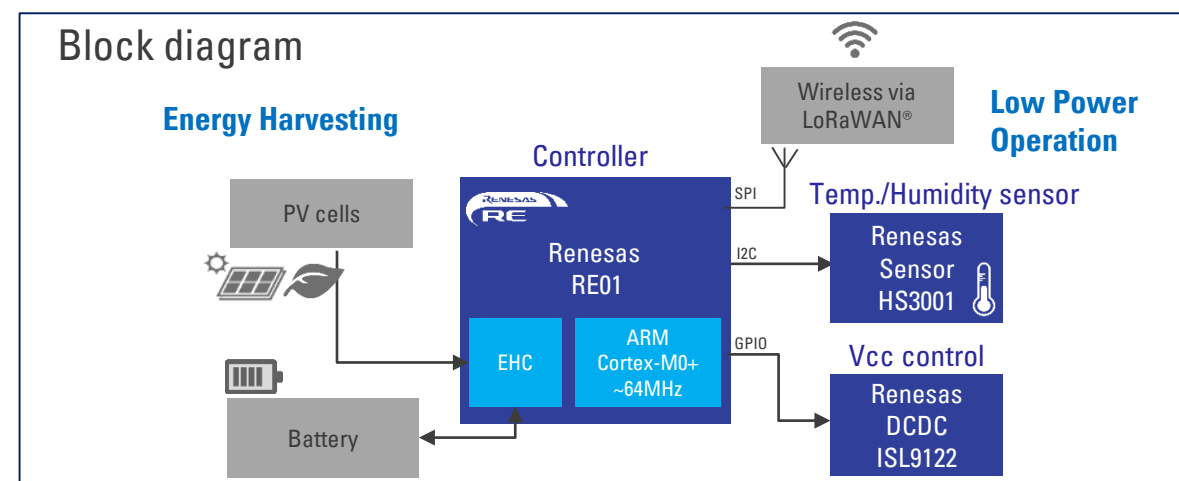 Block diagram
Energy Harvesting
Wireless via
LoRaWAN®
Low Power
Operation
Controller
PV cells
RENESAS
RE
Renesas
RE01
SPI
I2C
GPIO
Temp./Humidity sensor
Renesas
Sensor
HS3001
EHC
ARM
Cortex-M0+
~64MHz
Vcc control
Renesas
DCDC
ISL9122
Battery